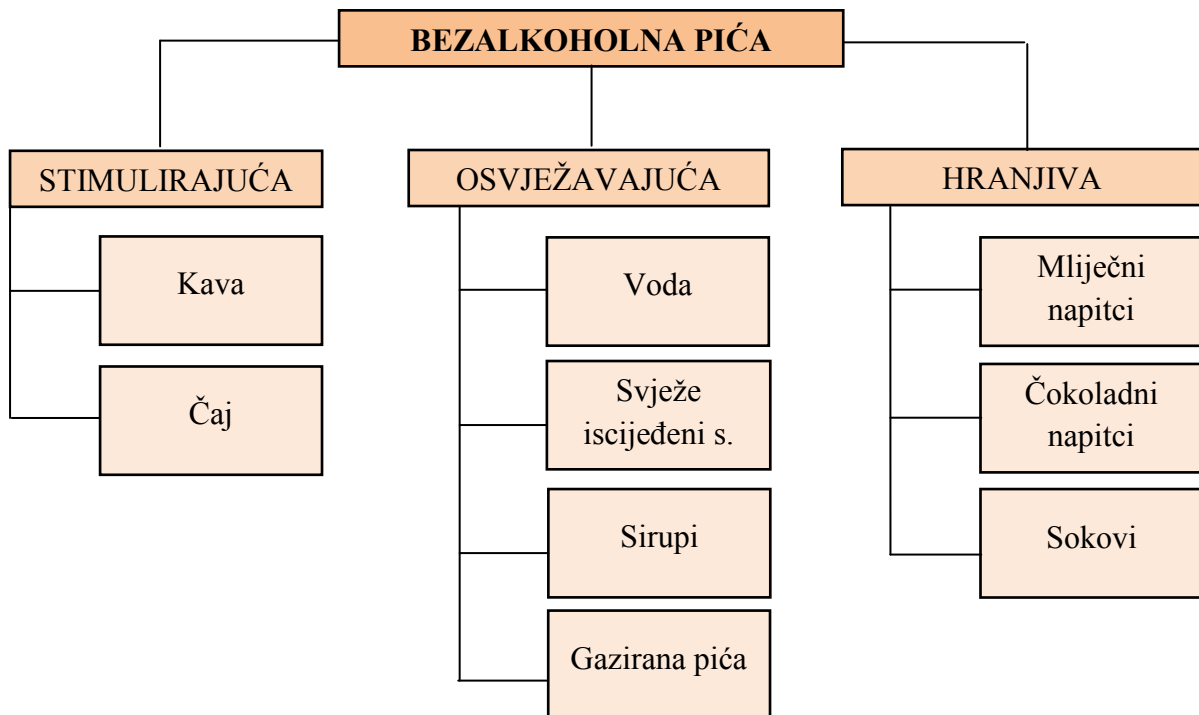 BEZALKOHOLNA PIĆA
STIMULIRAJUĆA
Kava
Čaj
OSVJEŽAVAJUĆA
Voda
Svježe
iscijeđeni s.
Sirupi
Gazirana pića
HRANJIVA
Mliječni
napitci
Čokoladni
napitci
Sokovi